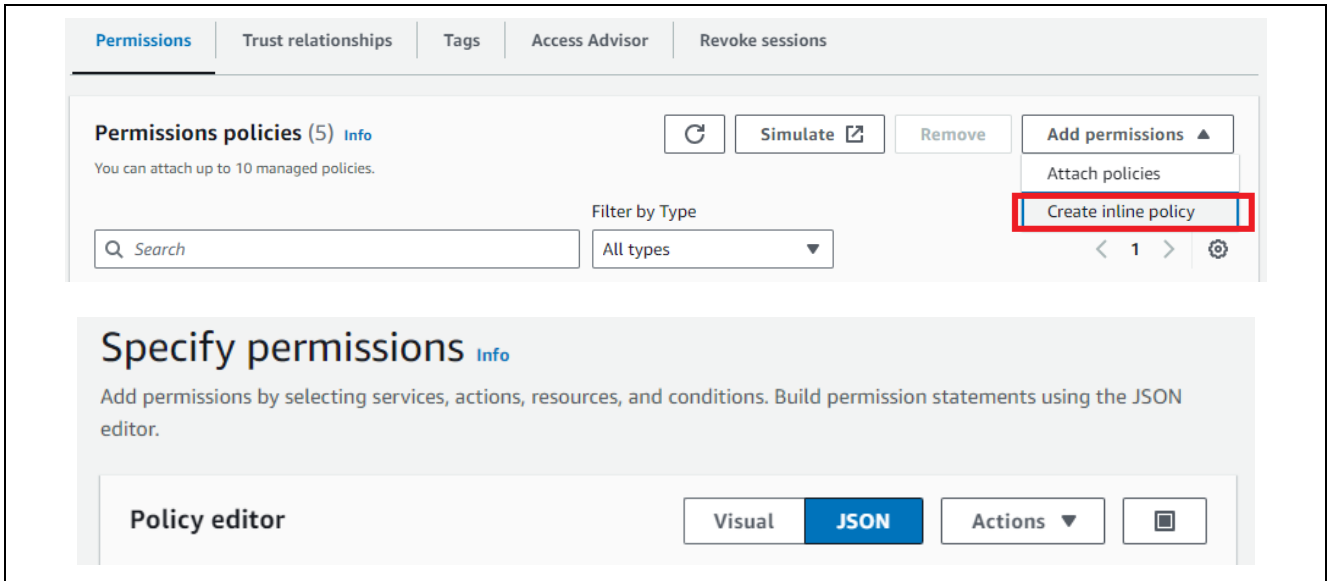 Permissions Trust relationships Tags Access Advisor Revoke sessions
Permissions policies (5) Info
Simulate Remove Add permissions
You can attach up to 10 managed policies.
Attach policies
Filter by Type
Create inline policy
Search
All types
1
Specify permissions Info
Add permissions by selecting services, actions, resources, and conditions. Build permission statements using the JSON
editor.
Policy editor
Visual JSON Actions